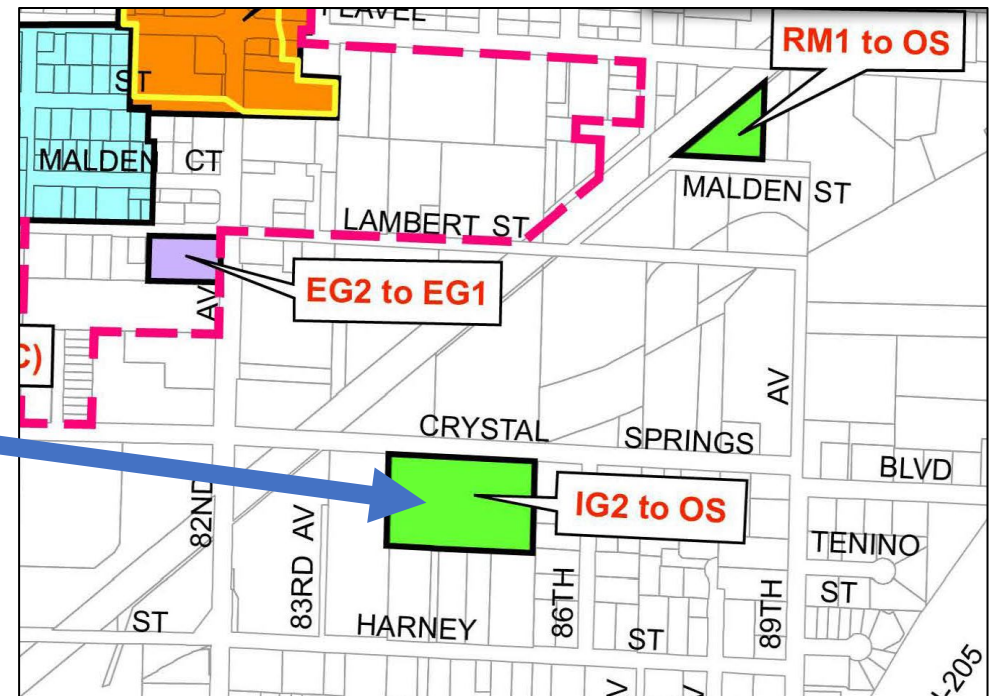 FLAVEL
RM1 to OS
ST
MALDEN CT
MALDEN ST
LAMBERT ST
EG2 to EG1
AV
C)
AV
CRYSTAL SPRINGS
BLVD
IG2 to OS
82ND
83RD AV
TENINO
ST
86TH
89TH
ST
HARNEY
ST
I-205